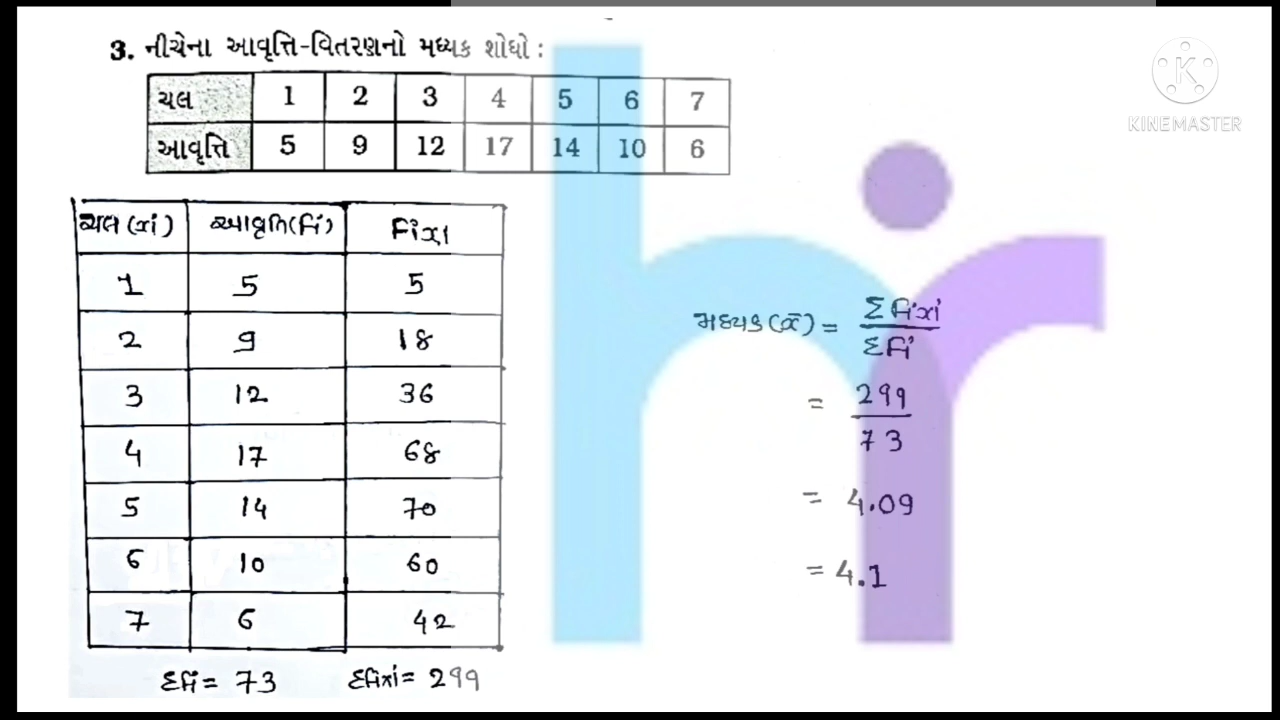 3. નીચેના આવૃત્તિ-વિતરણનો મધ્યક શોધો :
ચલ 1 2 3 4 5 6 7
આવૃત્તિ 5 9 12 17 14 10 6
KINEMASTER
ચલ (xi) આવૃતિ(fi) fixi
1 5 5
2 9 18
3 12 36
4 17 68
5 14 70
6 10 60
7 6 42
Σfi = 73 Σfixi = 299
મધ્યક(x̄) = Σfixi
Σfi
= 299
73
= 4.09
= 4.1